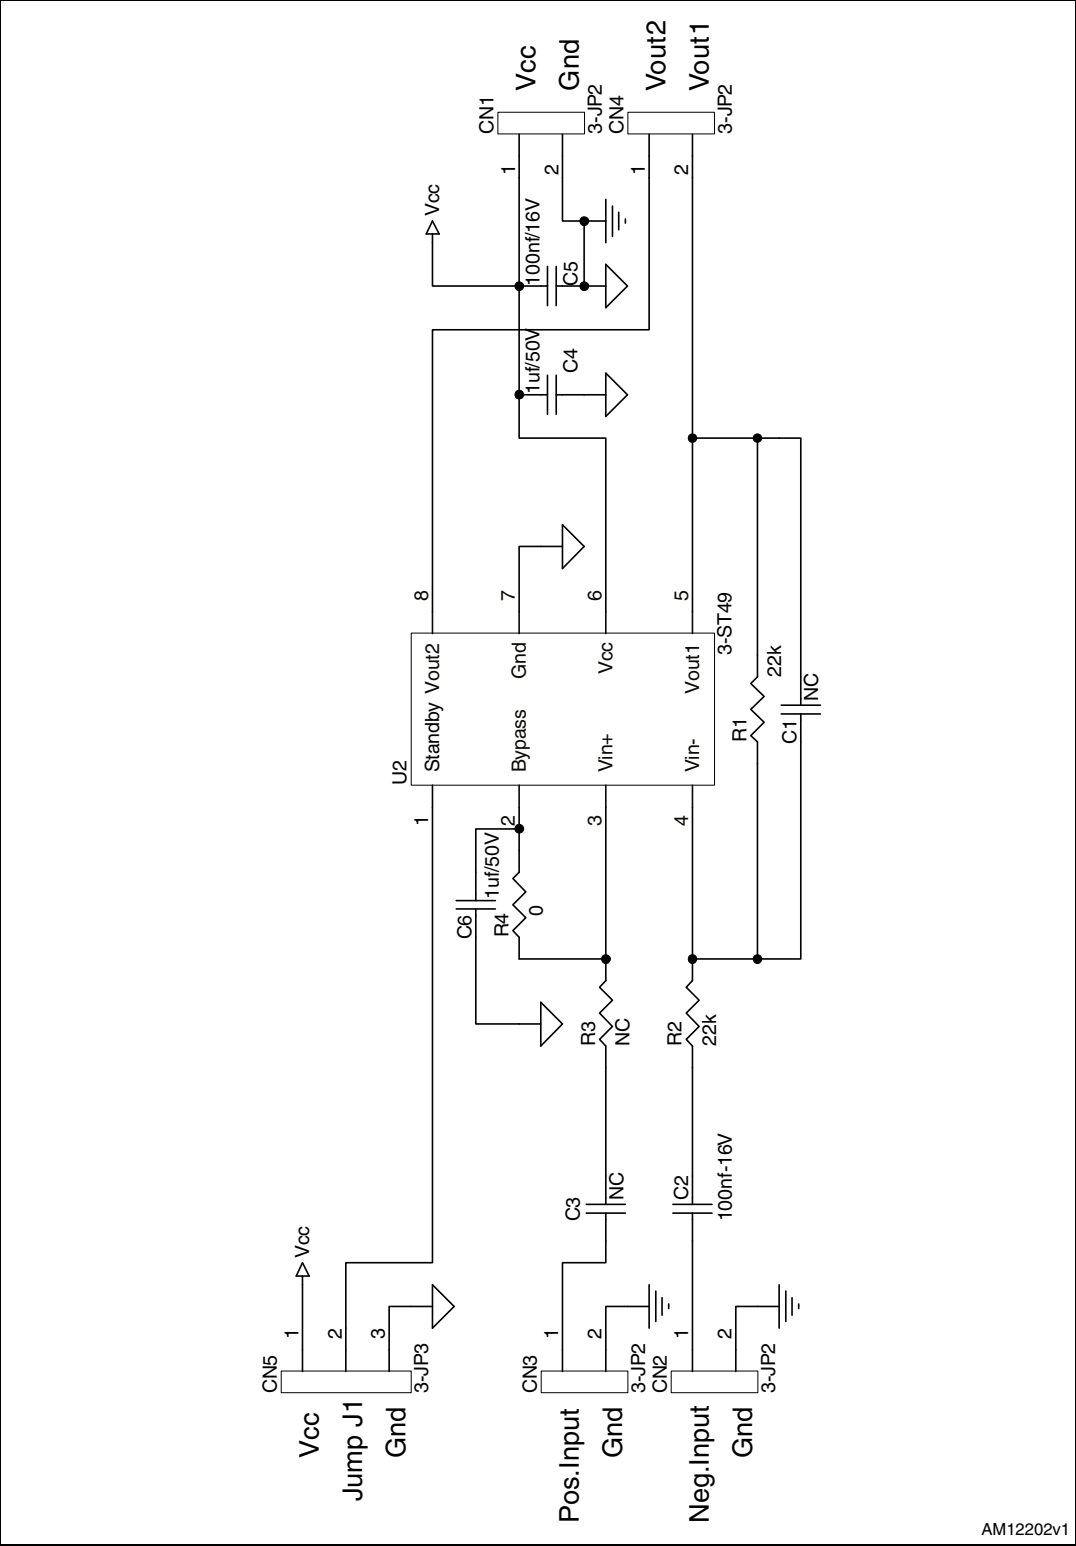 CN5
Vcc
1
Vcc
Jump J1
2
Gnd
3
3-JP3
CN3
Pos.Input
1
Gnd
2
3-JP2
CN2
Neg.Input
1
Gnd
2
3-JP2
C3
NC
C2
100nf-16V
R3
NC
R2
22k
C6
1uf/50V
R4
0
U2
1
Standby
Vout2
8
2
Bypass
Gnd
7
3
Vin+
Vcc
6
4
Vin-
Vout1
5
3-ST49
R1
22k
C1
NC
1uf/50V
C4
100nf/16V
C5
Vcc
CN1
1
Vcc
2
Gnd
3-JP2
CN4
1
Vout2
2
Vout1
3-JP2
AM12202v1